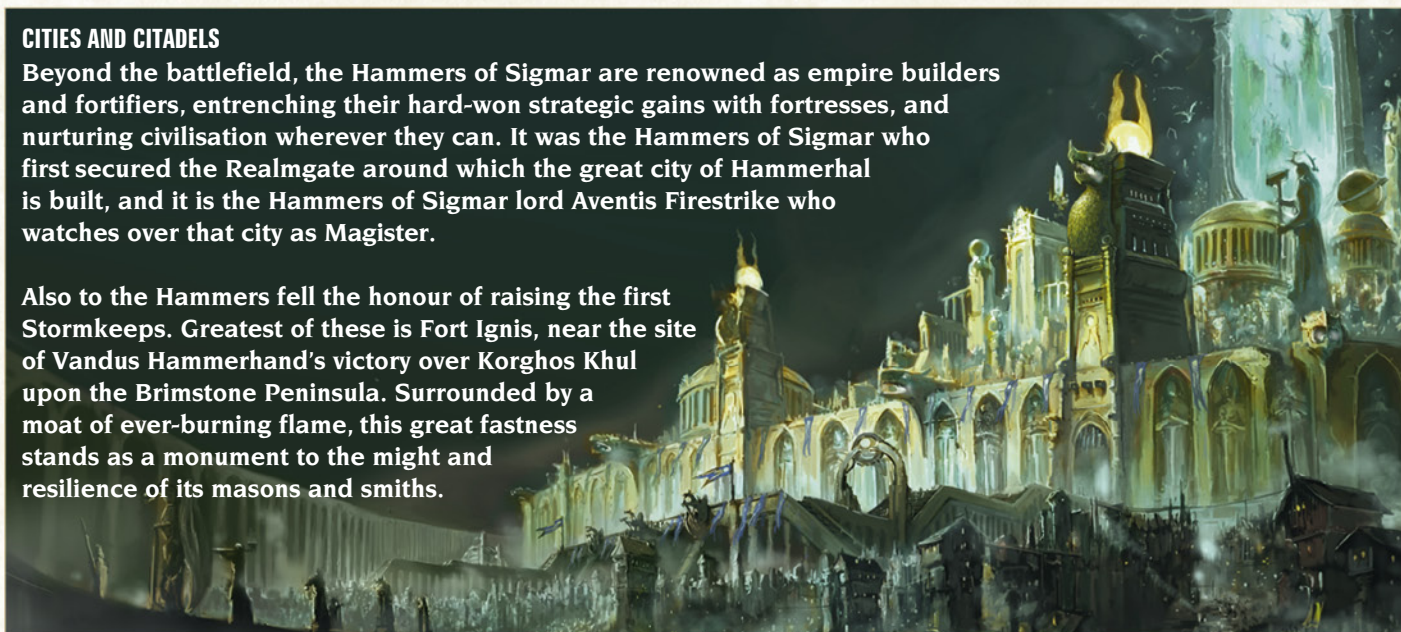 CITIES AND CITADELS
Beyond the battlefield, the Hammers of Sigmar are renowned as empire builders
and fortifiers, entrenching their hard-won strategic gains with fortresses, and
nurturing civilisation wherever they can. It was the Hammers of Sigmar who
first secured the Realmgate around which the great city of Hammerhal
is built, and it is the Hammers of Sigmar lord Aventis Firestrike who
watches over that city as Magister.
Also to the Hammers fell the honour of raising the first
Stormkeeps. Greatest of these is Fort Ignis, near the site
of Vandus Hammerhand's victory over Korghos Khul
upon the Brimstone Peninsula. Surrounded by a
moat of ever-burning flame, this great fastness
stands as a monument to the might and
resilience of its masons and smiths.